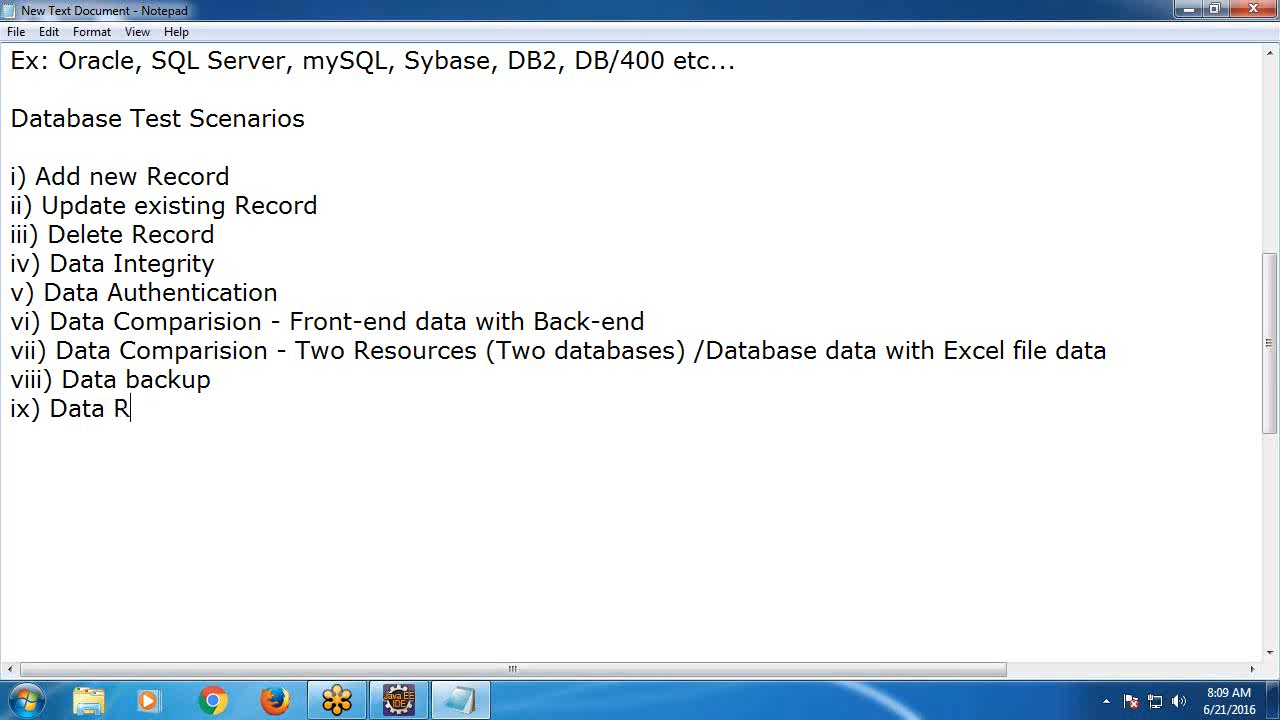 New Text Document - Notepad
File Edit Format View Help
Ex: Oracle, SQL Server, mySQL, Sybase, DB2, DB/400 etc...
Database Test Scenarios
i) Add new Record
ii) Update existing Record
iii) Delete Record
iv) Data Integrity
v) Data Authentication
vi) Data Comparision - Front-end data with Back-end
vii) Data Comparision - Two Resources (Two databases) /Database data with Excel file data
viii) Data backup
ix) Data R
Java EE
IDE
8:09 AM
6/21/2016